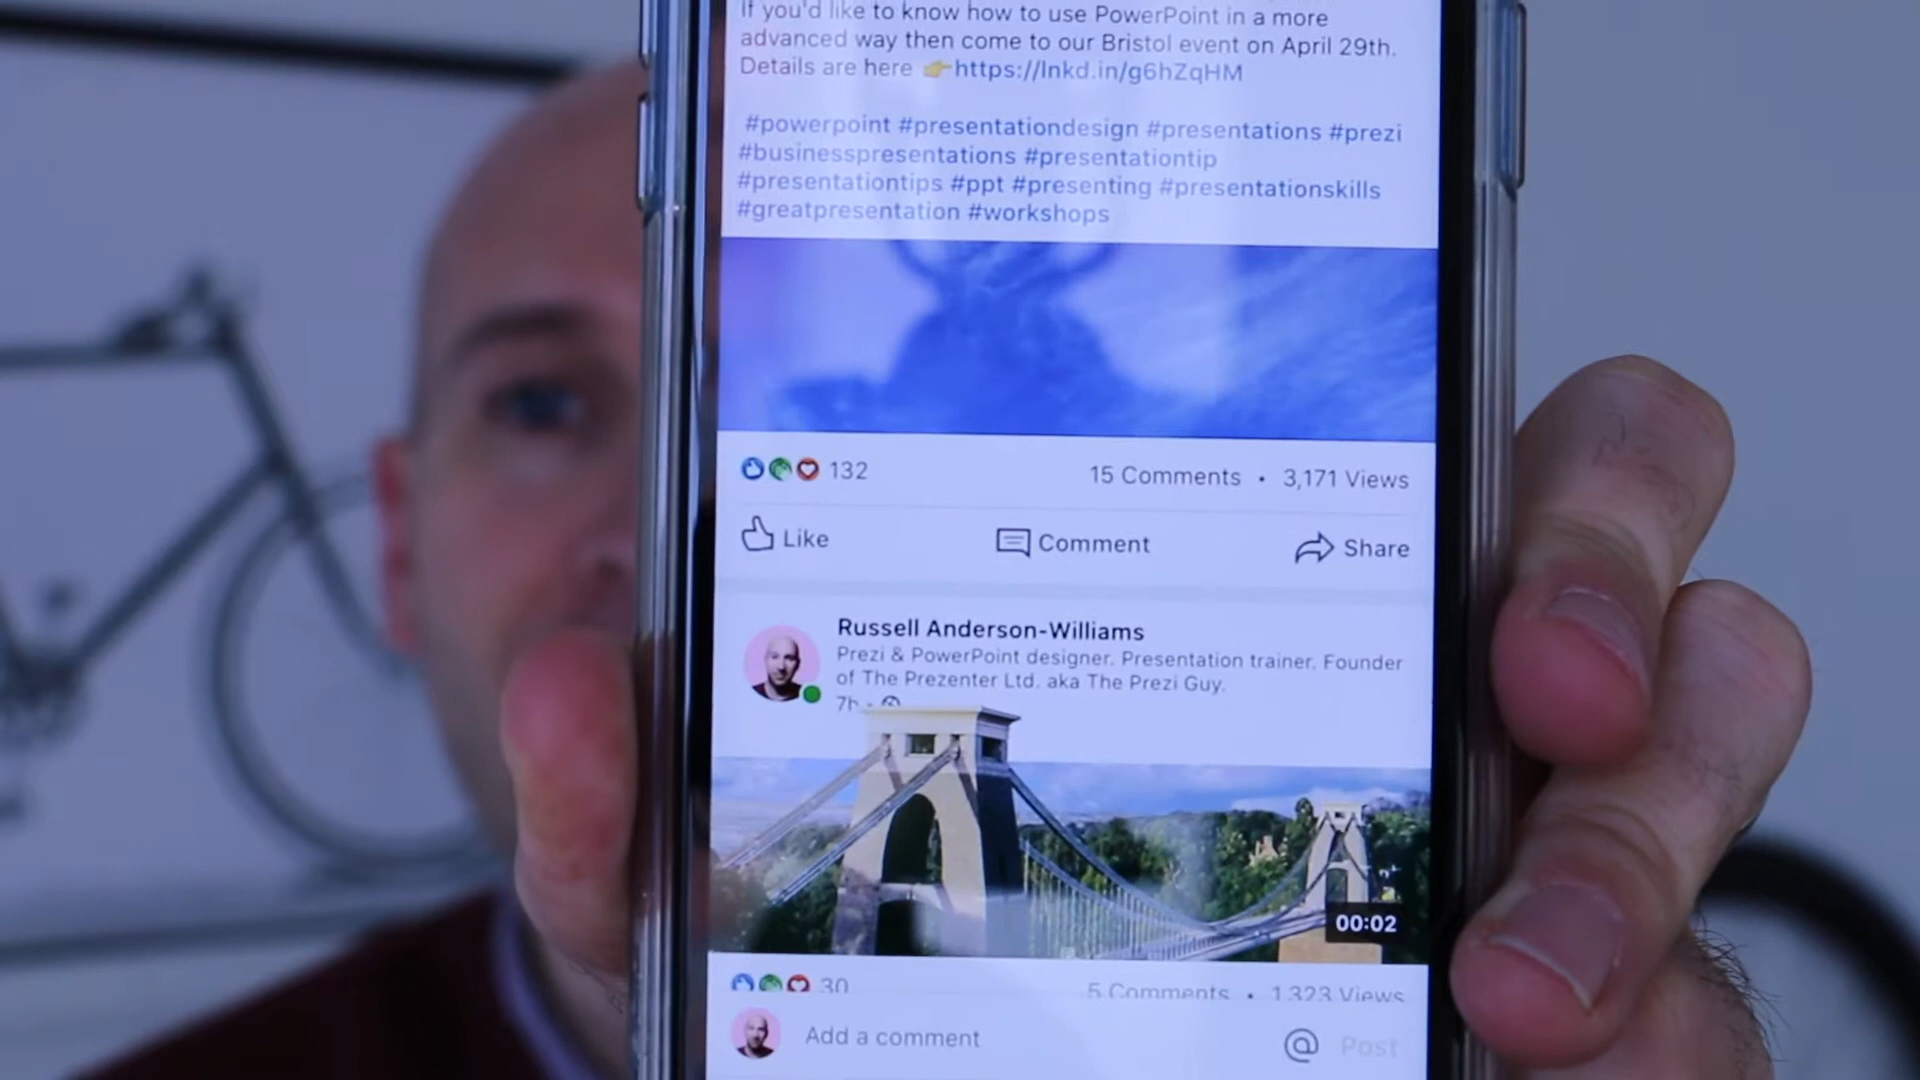 If you'd like to know how to use PowerPoint in a more
advanced way then come to our Bristol event on April 29th.
Details are here 👉https://lnkd.in/g6hZqHM
#powerpoint #presentationdesign #presentations #prezi
#businesspresentations #presentationtip
#presentationtips #ppt #presenting #presentationskills
#greatpresentation #workshops
132 15 Comments • 3,171 Views
Like Comment Share
Russell Anderson-Williams
Prezi & PowerPoint designer. Presentation trainer. Founder
of The Prezenter Ltd. aka The Prezi Guy.
7h •
00:02
30 5 Comments • 1,323 Views
Add a comment @ Post